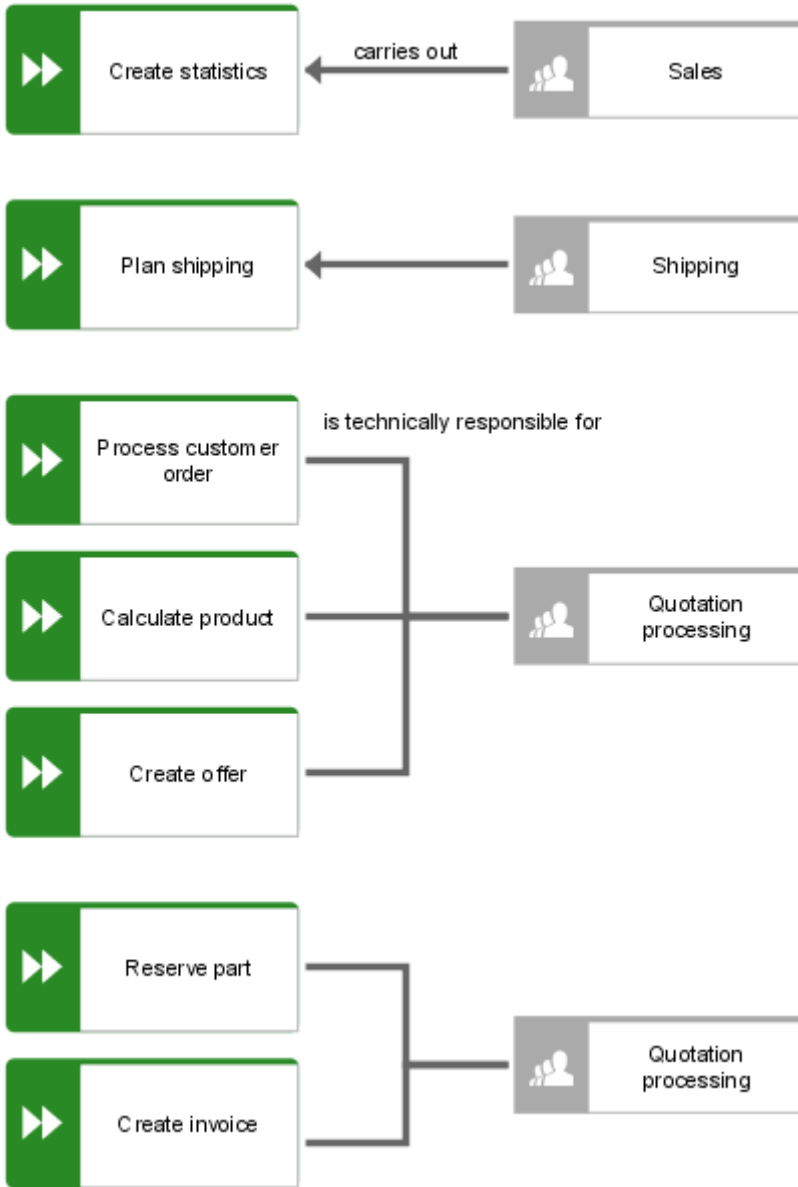 Create statistics
carries out
Sales
Plan shipping
Shipping
is technically responsible for
Process customer
order
Calculate product
Quotation
processing
Create offer
Reserve part
Quotation
processing
Create invoice